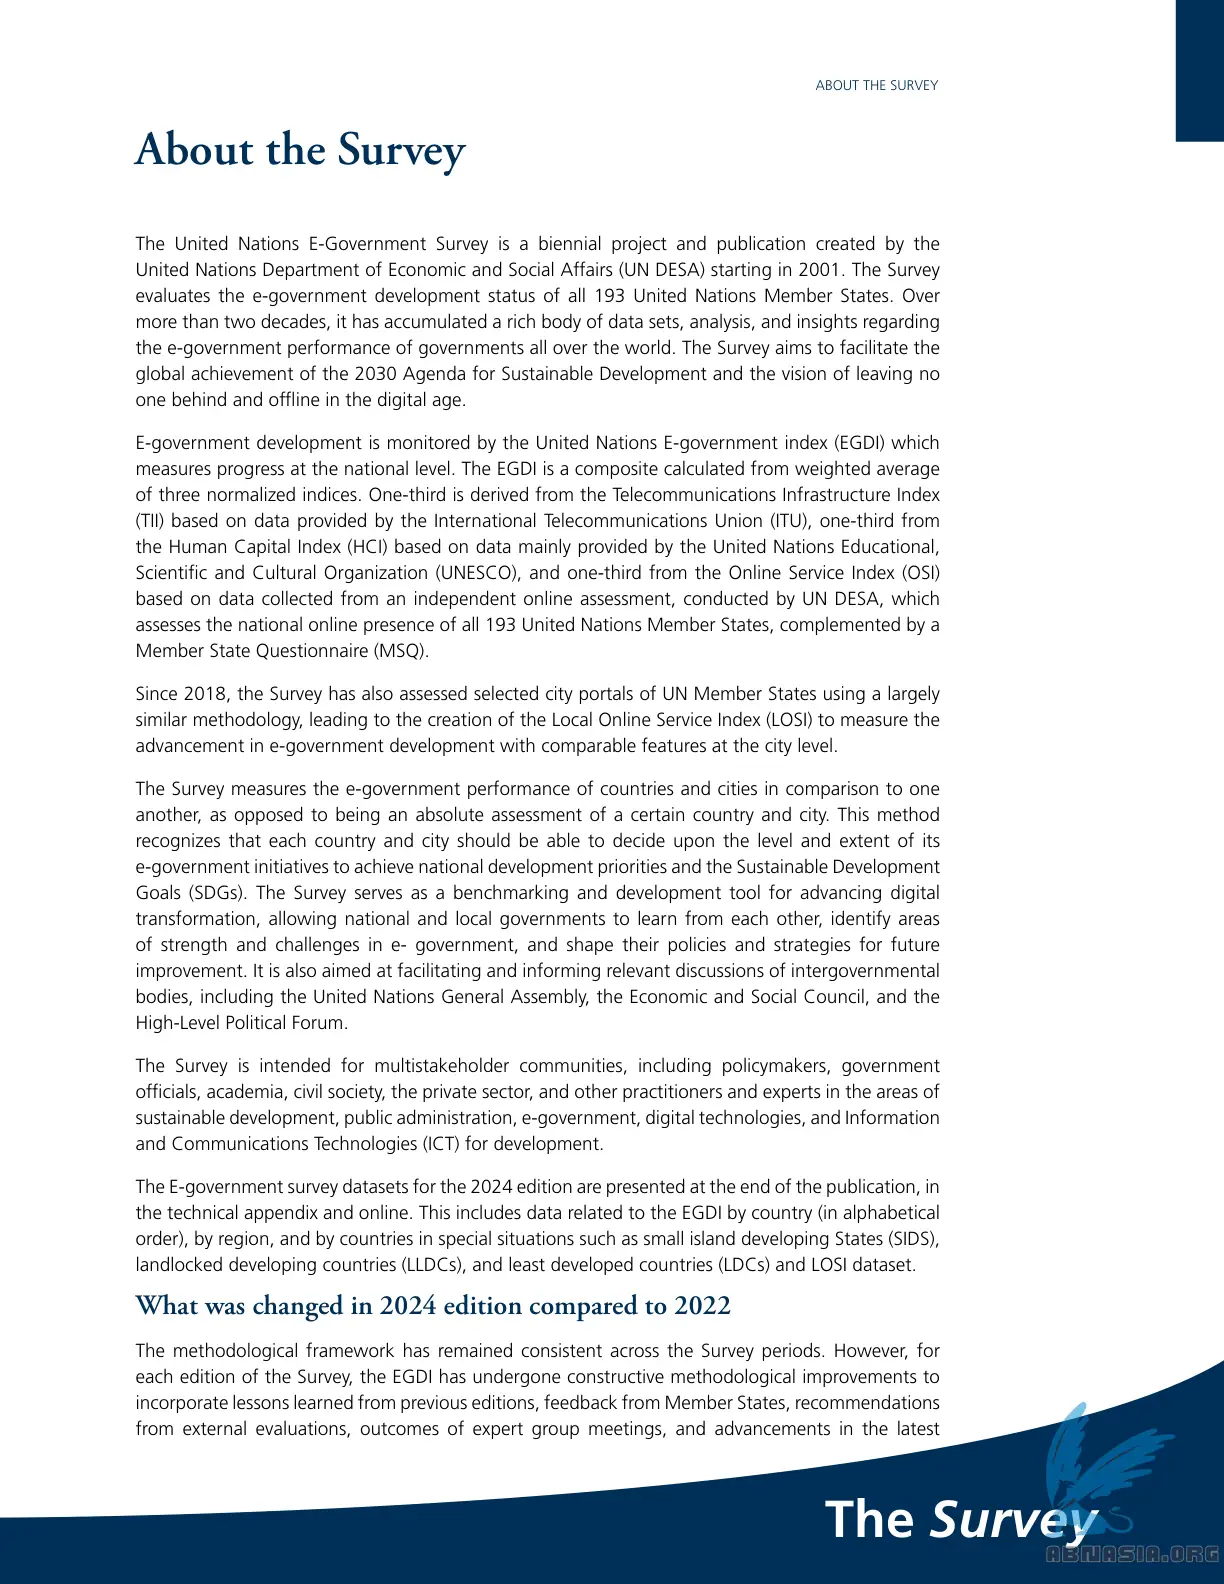 ABOUT THE SURVEY
About the Survey
The United Nations E-Government Survey is a biennial project and publication created by the
United Nations Department of Economic and Social Affairs (UN DESA) starting in 2001. The Survey
evaluates the e-government development status of all 193 United Nations Member States. Over
more than two decades, it has accumulated a rich body of data sets, analysis, and insights regarding
the e-government performance of governments all over the world. The Survey aims to facilitate the
global achievement of the 2030 Agenda for Sustainable Development and the vision of leaving no
one behind and offline in the digital age.
E-government development is monitored by the United Nations E-government index (EGDI) which
measures progress at the national level. The EGDI is a composite calculated from weighted average
of three normalized indices. One-third is derived from the Telecommunications Infrastructure Index
(TII) based on data provided by the International Telecommunications Union (ITU), one-third from
the Human Capital Index (HCI) based on data mainly provided by the United Nations Educational,
Scientific and Cultural Organization (UNESCO), and one-third from the Online Service Index (OSI)
based on data collected from an independent online assessment, conducted by UN DESA, which
assesses the national online presence of all 193 United Nations Member States, complemented by a
Member State Questionnaire (MSQ).
Since 2018, the Survey has also assessed selected city portals of UN Member States using a largely
similar methodology, leading to the creation of the Local Online Service Index (LOSI) to measure the
advancement in e-government development with comparable features at the city level.
The Survey measures the e-government performance of countries and cities in comparison to one
another, as opposed to being an absolute assessment of a certain country and city. This method
recognizes that each country and city should be able to decide upon the level and extent of its
e-government initiatives to achieve national development priorities and the Sustainable Development
Goals (SDGs). The Survey serves as a benchmarking and development tool for advancing digital
transformation, allowing national and local governments to learn from each other, identify areas
of strength and challenges in e- government, and shape their policies and strategies for future
improvement. It is also aimed at facilitating and informing relevant discussions of intergovernmental
bodies, including the United Nations General Assembly, the Economic and Social Council, and the
High-Level Political Forum.
The Survey is intended for multistakeholder communities, including policymakers, government
officials, academia, civil society, the private sector, and other practitioners and experts in the areas of
sustainable development, public administration, e-government, digital technologies, and Information
and Communications Technologies (ICT) for development.
The E-government survey datasets for the 2024 edition are presented at the end of the publication, in
the technical appendix and online. This includes data related to the EGDI by country (in alphabetical
order), by region, and by countries in special situations such as small island developing States (SIDS),
landlocked developing countries (LLDCs), and least developed countries (LDCs) and LOSI dataset.
What was changed in 2024 edition compared to 2022
The methodological framework has remained consistent across the Survey periods. However, for
each edition of the Survey, the EGDI has undergone constructive methodological improvements to
incorporate lessons learned from previous editions, feedback from Member States, recommendations
from external evaluations, outcomes of expert group meetings, and advancements in the latest
The Survey
ABNASIA.ORG